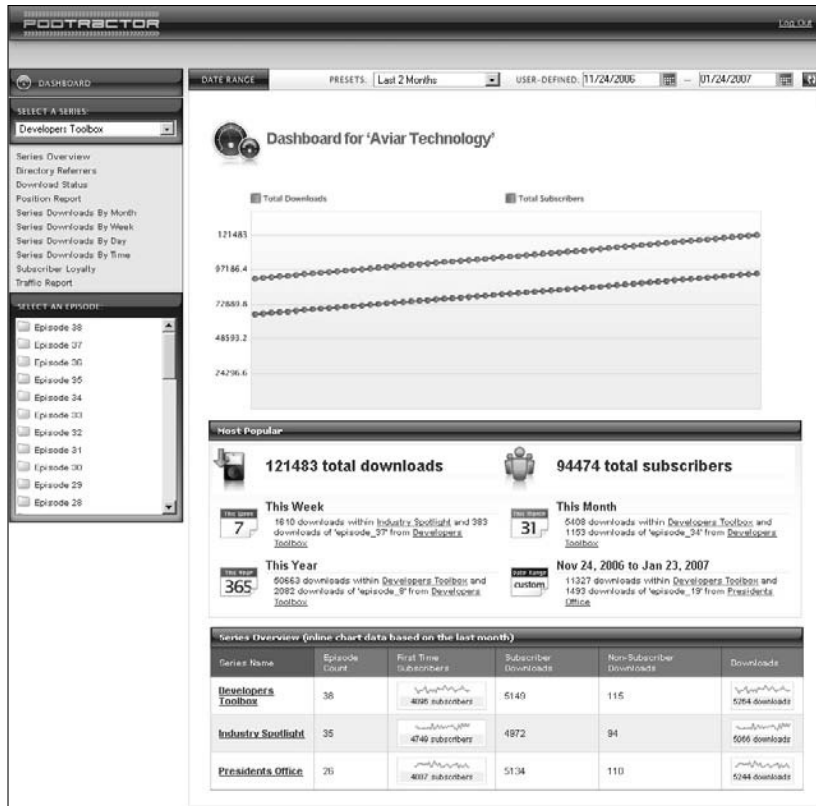 PODTRACTOR
Log Out
DASHBOARD
SELECT A SERIES:
Developers Toolbox
Series Overview
Directory Referrers
Download Status
Position Report
Series Downloads By Month
Series Downloads By Week
Series Downloads By Day
Series Downloads By Time
Subscriber Loyalty
Traffic Report
SELECT AN EPISODE:
Episode 38
Episode 37
Episode 36
Episode 35
Episode 34
Episode 33
Episode 32
Episode 31
Episode 30
Episode 29
Episode 28
DATE RANGE
PRESETS: Last 2 Months
USER-DEFINED: 11/24/2006 – 01/24/2007
Dashboard for 'Aviar Technology'
Total Downloads
Total Subscribers
121483
97186.4
72889.8
48593.2
24296.6
Most Popular
121483 total downloads
94474 total subscribers
This Week
7
This Week
1610 downloads within Industry Spotlight and 383
downloads of 'episode_37' from Developers
Toolbox
This Month
31
This Month
5408 downloads within Developers Toolbox and
1153 downloads of 'episode_34' from Developers
Toolbox
This Year
365
This Year
60663 downloads within Developers Toolbox and
2082 downloads of 'episode_8' from Developers
Toolbox
Date Range
custom
Nov 24, 2006 to Jan 23, 2007
11327 downloads within Developers Toolbox and
1493 downloads of 'episode_19' from Presidents
Office
Series Overview (inline chart data based on the last month)
Series Name
Episode
Count
First Time
Subscribers
Subscriber
Downloads
Non-Subscriber
Downloads
Downloads
Developers
Toolbox
38
4896 subscribers
5149
115
5264 downloads
Industry Spotlight
35
4749 subscribers
4972
94
5066 downloads
Presidents Office
26
4887 subscribers
5134
110
5244 downloads